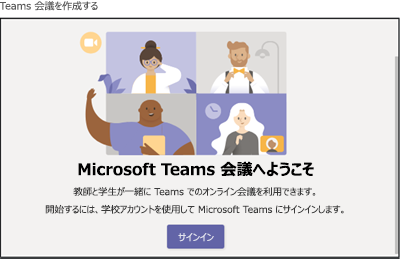 Teams 会議を作成する
Microsoft Teams 会議へようこそ
教師と学生が一緒に Teams でのオンライン会議を利用できます。
開始するには、学校アカウントを使用して Microsoft Teams にサインインします。
サインイン